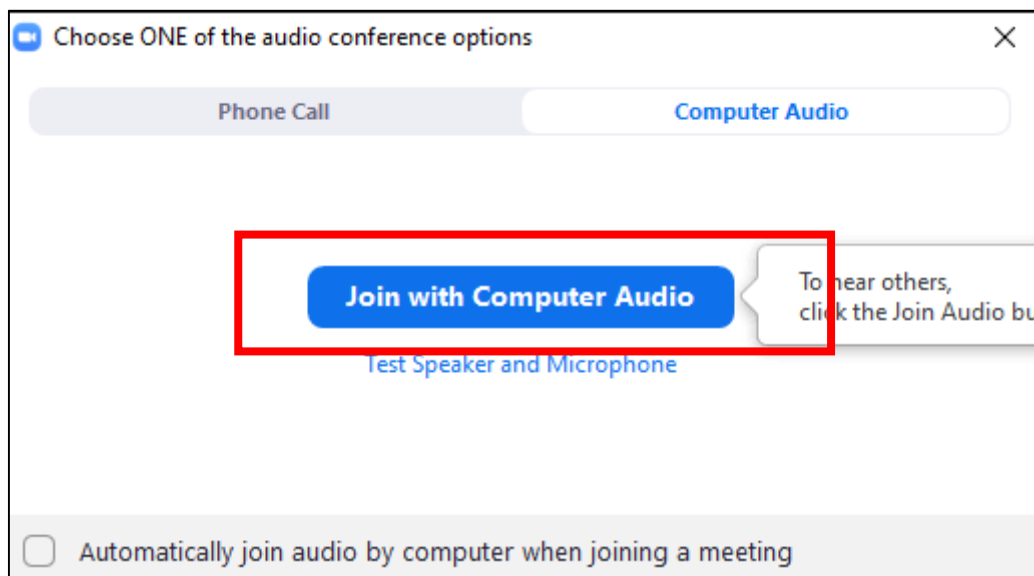 Choose ONE of the audio conference options
Phone Call
Computer Audio
Join with Computer Audio
To hear others,
click the Join Audio bu
Test Speaker and Microphone
Automatically join audio by computer when joining a meeting